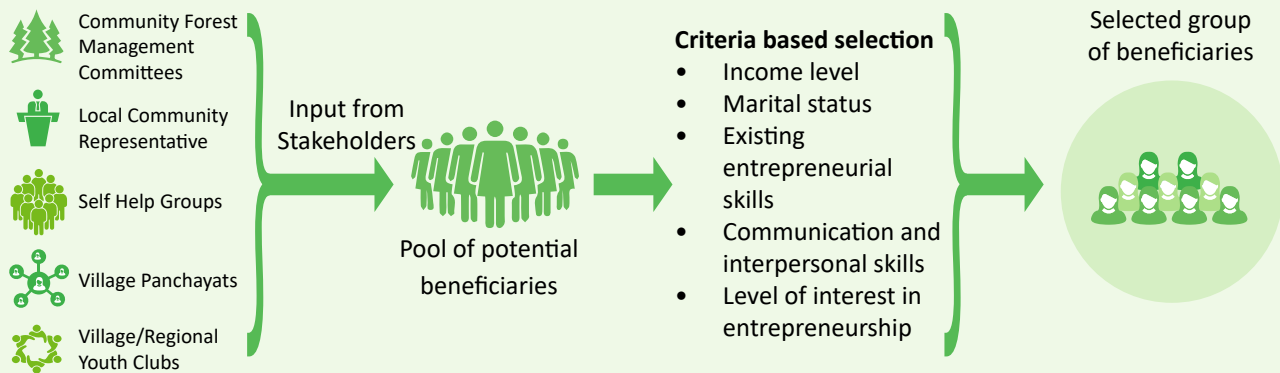 Community Forest
Management
Committees
Local Community
Representative
Self Help Groups
Village Panchayats
Village/Regional
Youth Clubs
Input from
Stakeholders
Pool of potential
beneficiaries
Criteria based selection
• Income level
• Marital status
• Existing
entrepreneurial
skills
• Communication and
interpersonal skills
• Level of interest in
entrepreneurship
Selected group
of beneficiaries